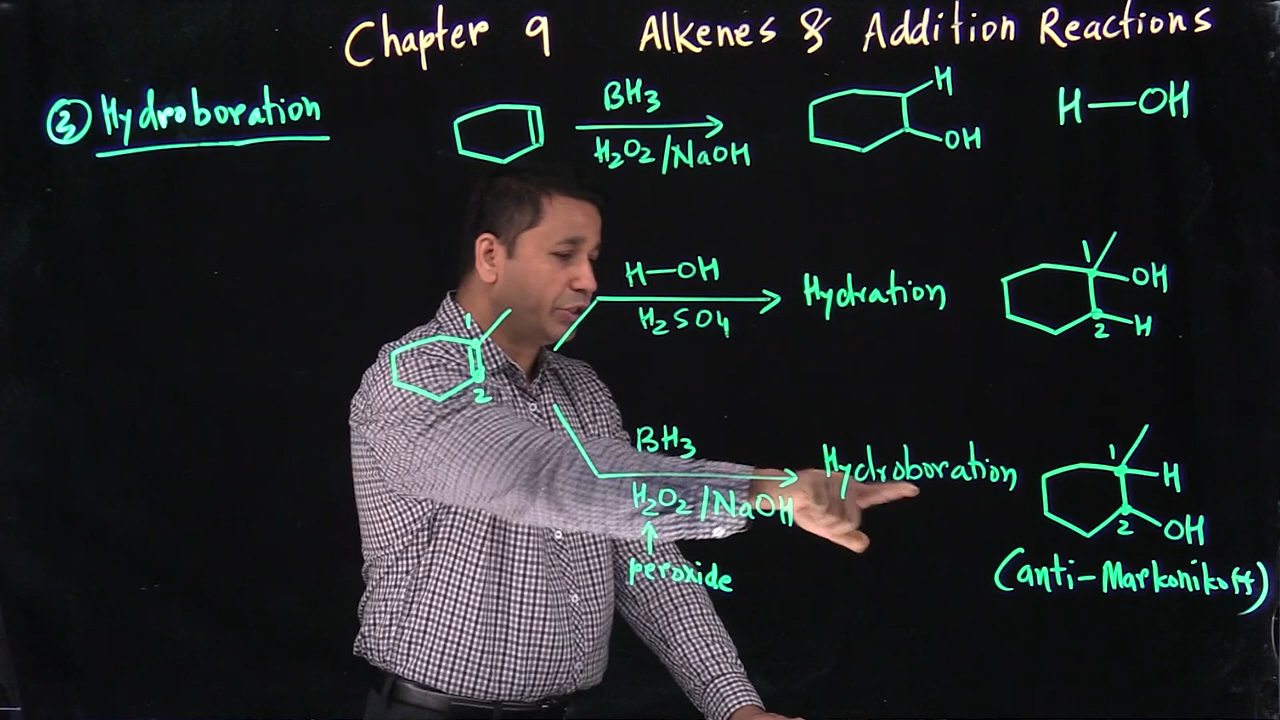 Chapter 9 Alkenes & Addition Reactions
② Hydroboration
BH3
H2O2/NaOH
H
OH
H—OH
H—OH
H2SO4
Hydration
1
OH
2
H
1
2
BH3
H2O2/NaOH
Hydroboration
1
H
2
OH
peroxide
(anti-Markonikoff)